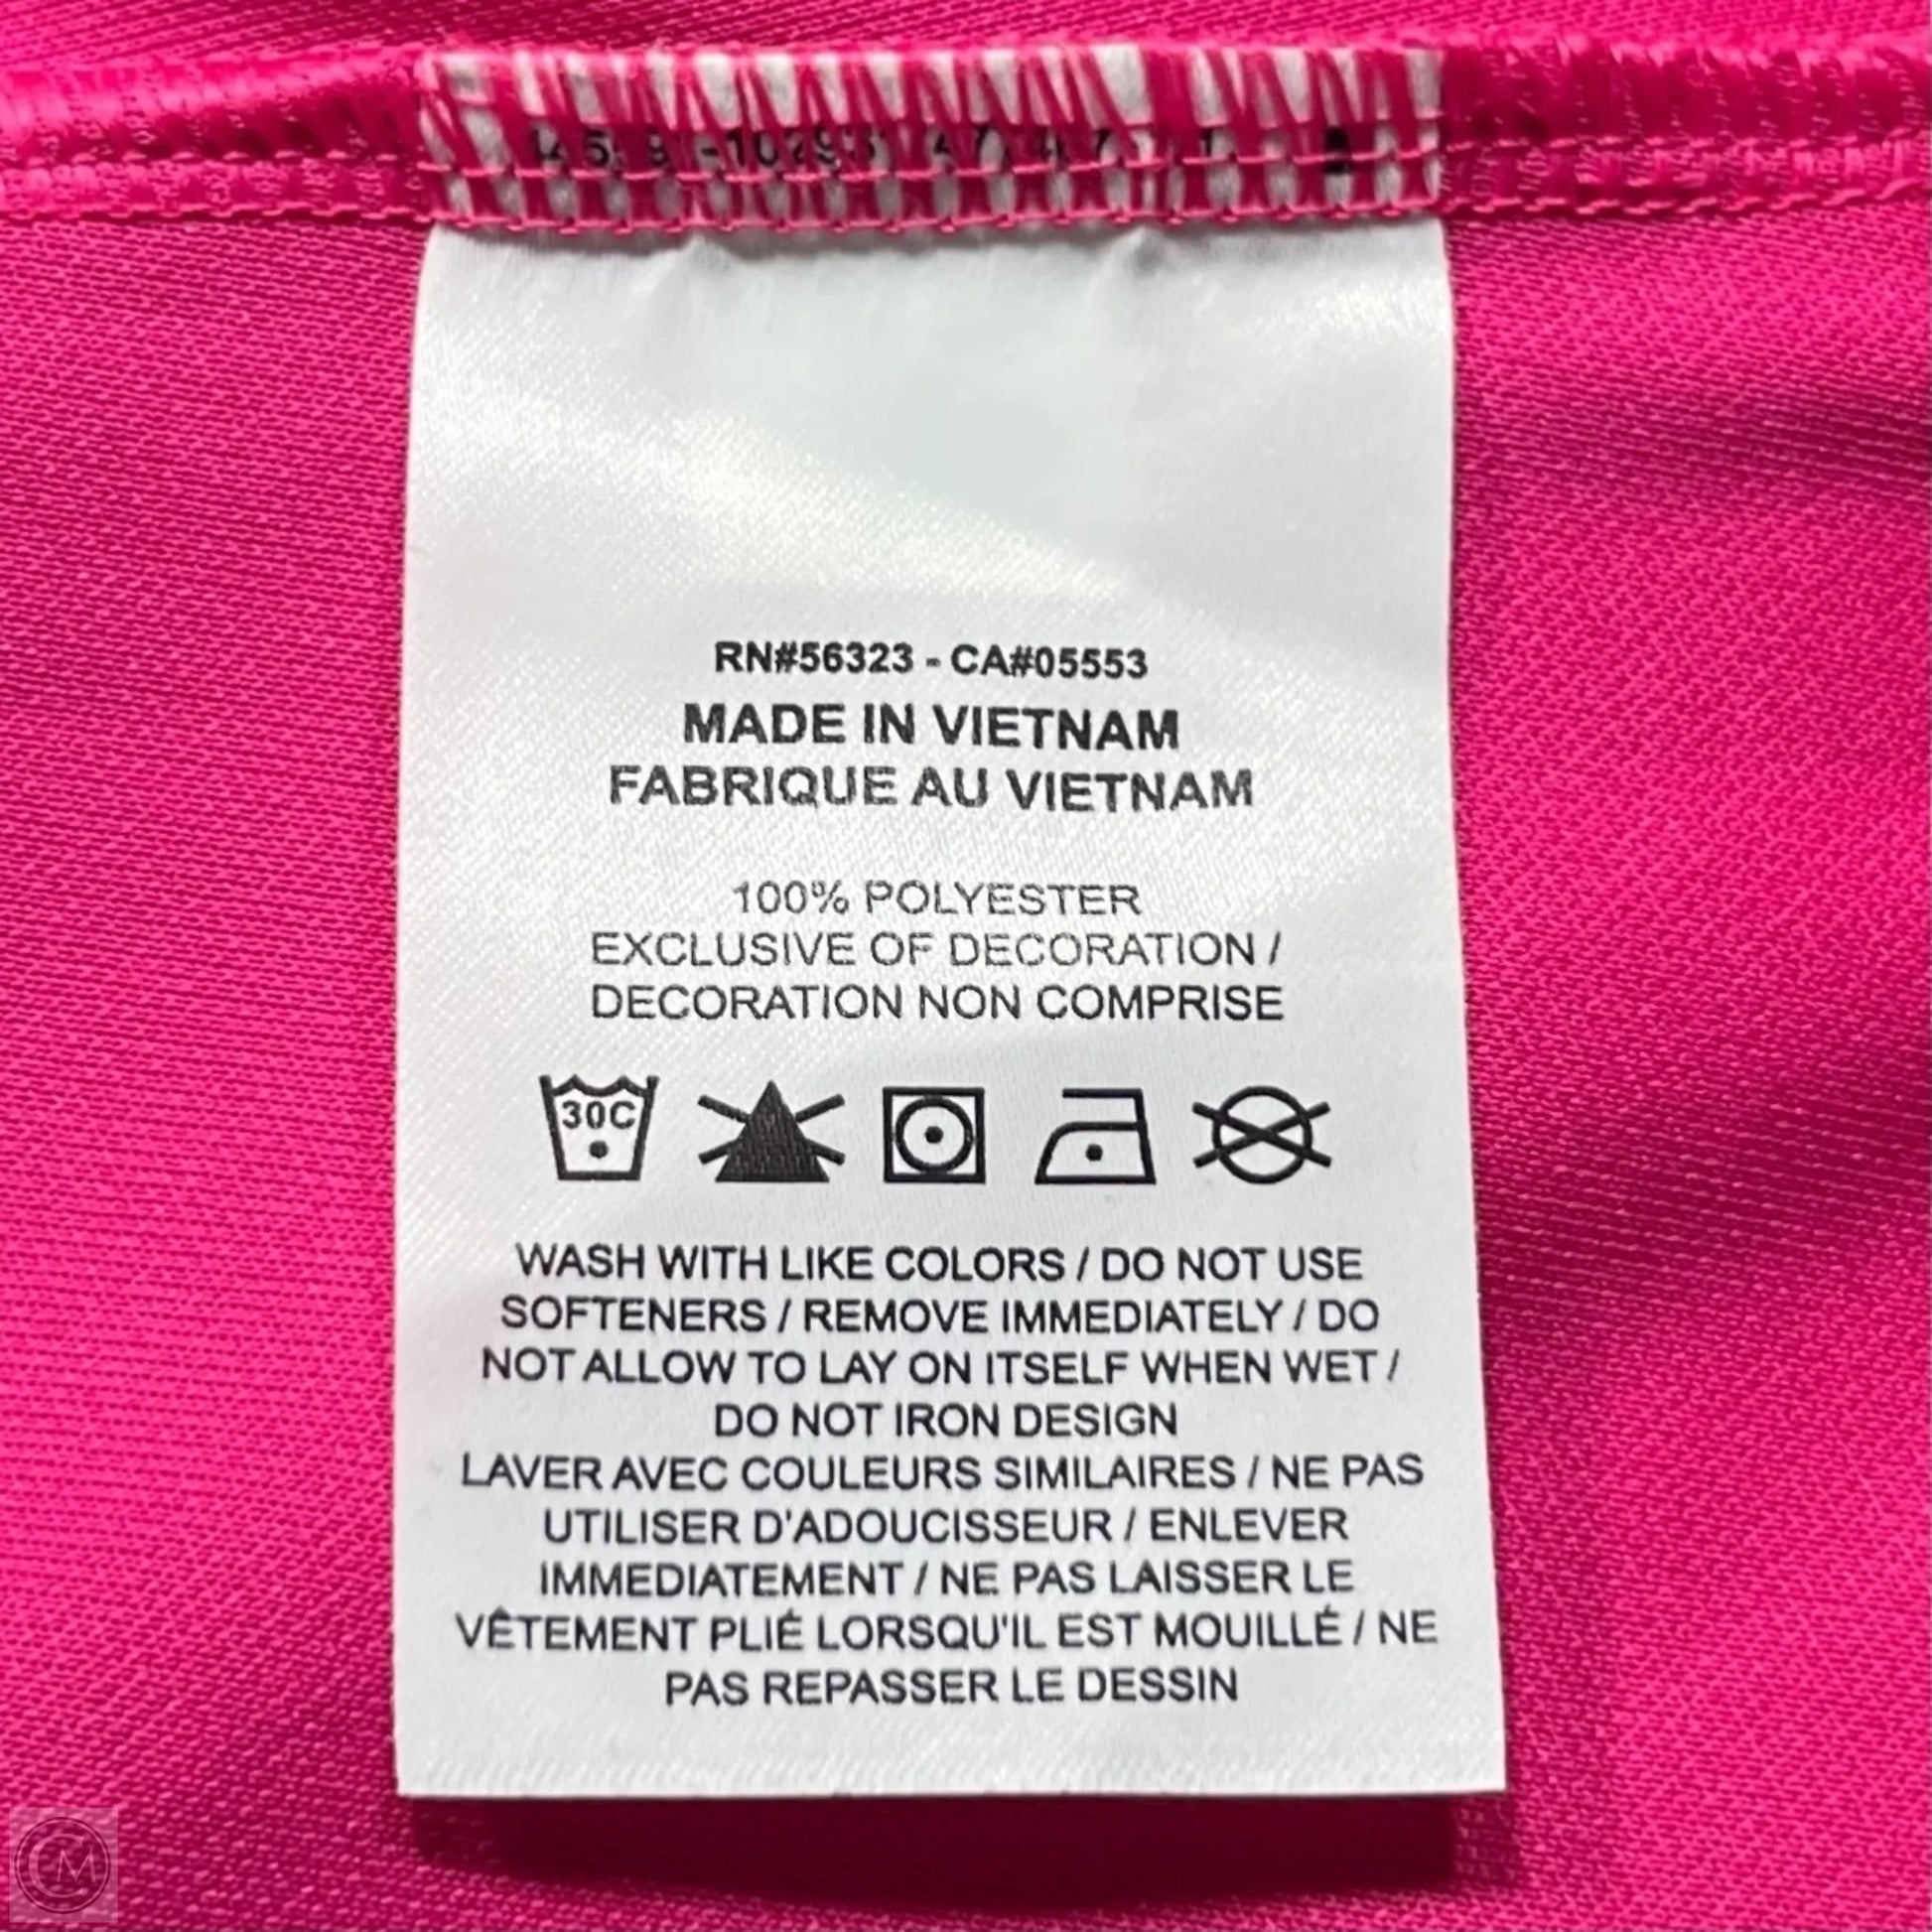 RN#56323 - CA#05553
MADE IN VIETNAM
FABRIQUE AU VIETNAM
100% POLYESTER
EXCLUSIVE OF DECORATION /
DECORATION NON COMPRISE
30C
WASH WITH LIKE COLORS / DO NOT USE
SOFTENERS / REMOVE IMMEDIATELY / DO
NOT ALLOW TO LAY ON ITSELF WHEN WET /
DO NOT IRON DESIGN
LAVER AVEC COULEURS SIMILAIRES / NE PAS
UTILISER D'ADOUCISSEUR / ENLEVER
IMMEDIATEMENT / NE PAS LAISSER LE
VÊTEMENT PLIÉ LORSQU'IL EST MOUILLÉ / NE
PAS REPASSER LE DESSIN
CM